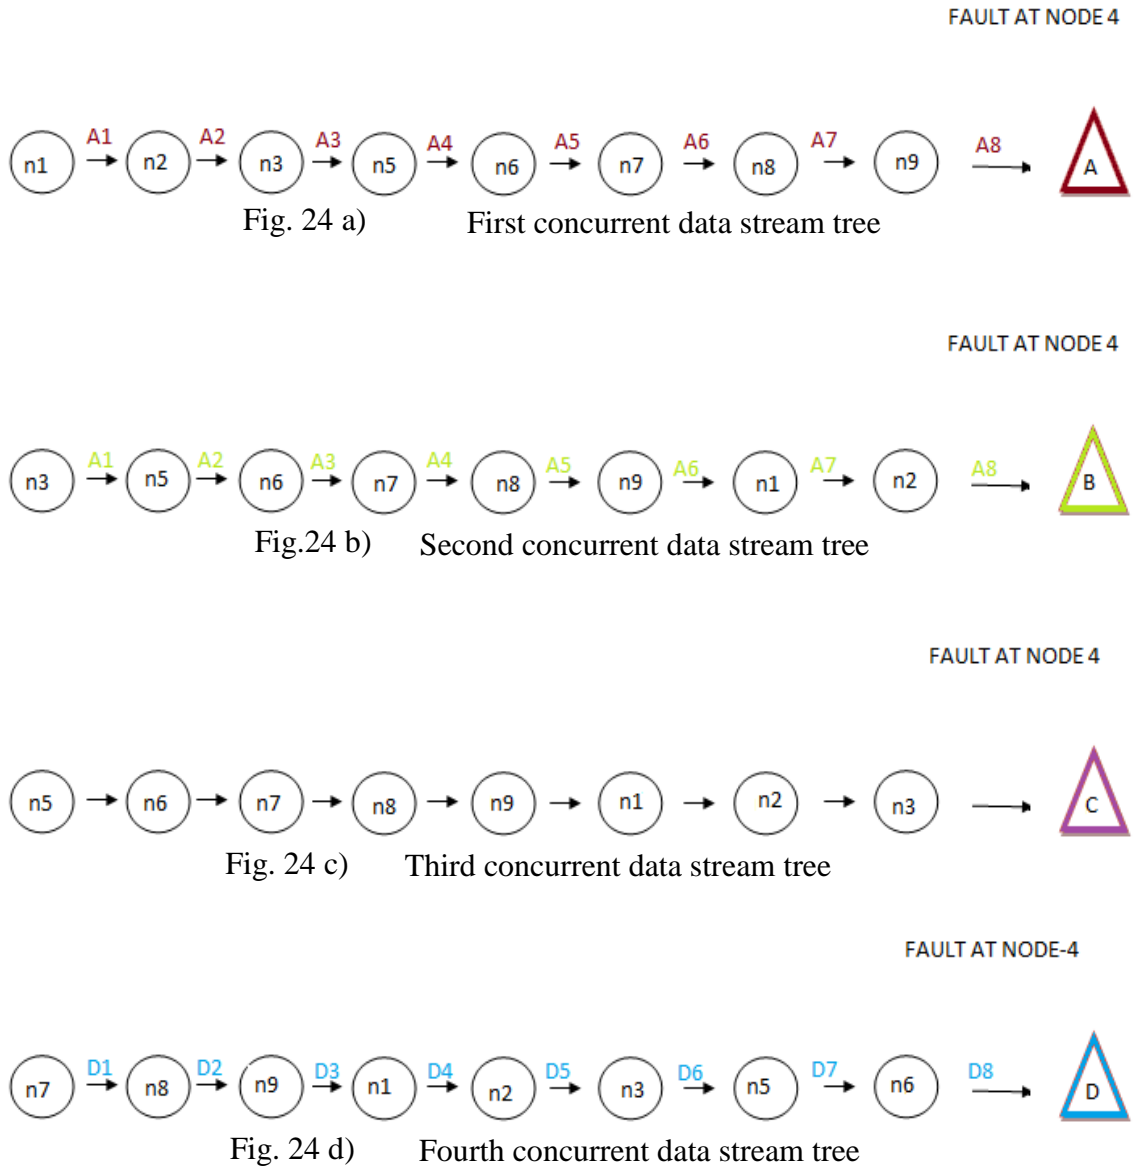 FAULT AT NODE 4
A1 A2 A3 A4 A5 A6 A7 A8
n1 n2 n3 n5 n6 n7 n8 n9 A
Fig. 24 a) First concurrent data stream tree
FAULT AT NODE 4
A1 A2 A3 A4 A5 A6 A7 A8
n3 n5 n6 n7 n8 n9 n1 n2 B
Fig.24 b) Second concurrent data stream tree
FAULT AT NODE 4
n5 n6 n7 n8 n9 n1 n2 n3 C
Fig. 24 c) Third concurrent data stream tree
FAULT AT NODE-4
D1 D2 D3 D4 D5 D6 D7 D8
n7 n8 n9 n1 n2 n3 n5 n6 D
Fig. 24 d) Fourth concurrent data stream tree